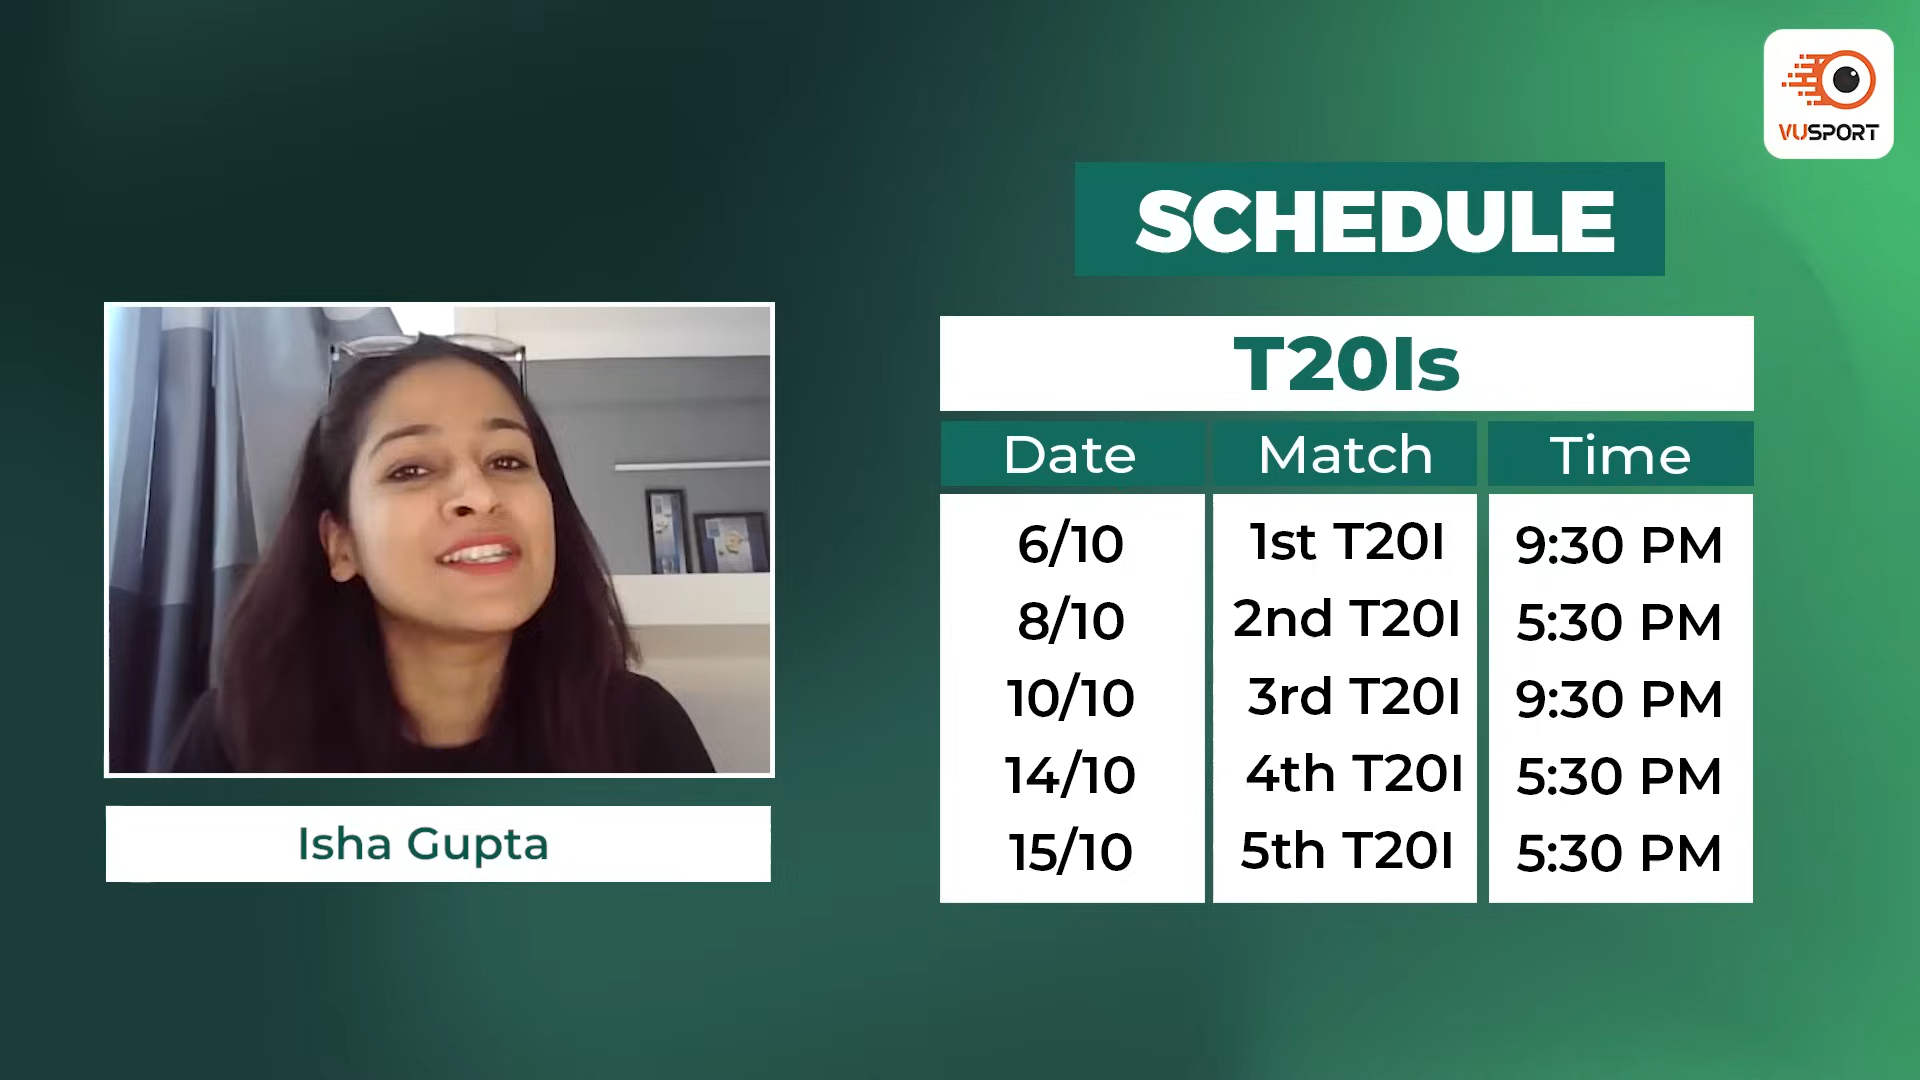 VUSPORT
SCHEDULE
T20Is
Date Match Time
6/10 1st T20I 9:30 PM
8/10 2nd T20I 5:30 PM
10/10 3rd T20I 9:30 PM
14/10 4th T20I 5:30 PM
15/10 5th T20I 5:30 PM
Isha Gupta